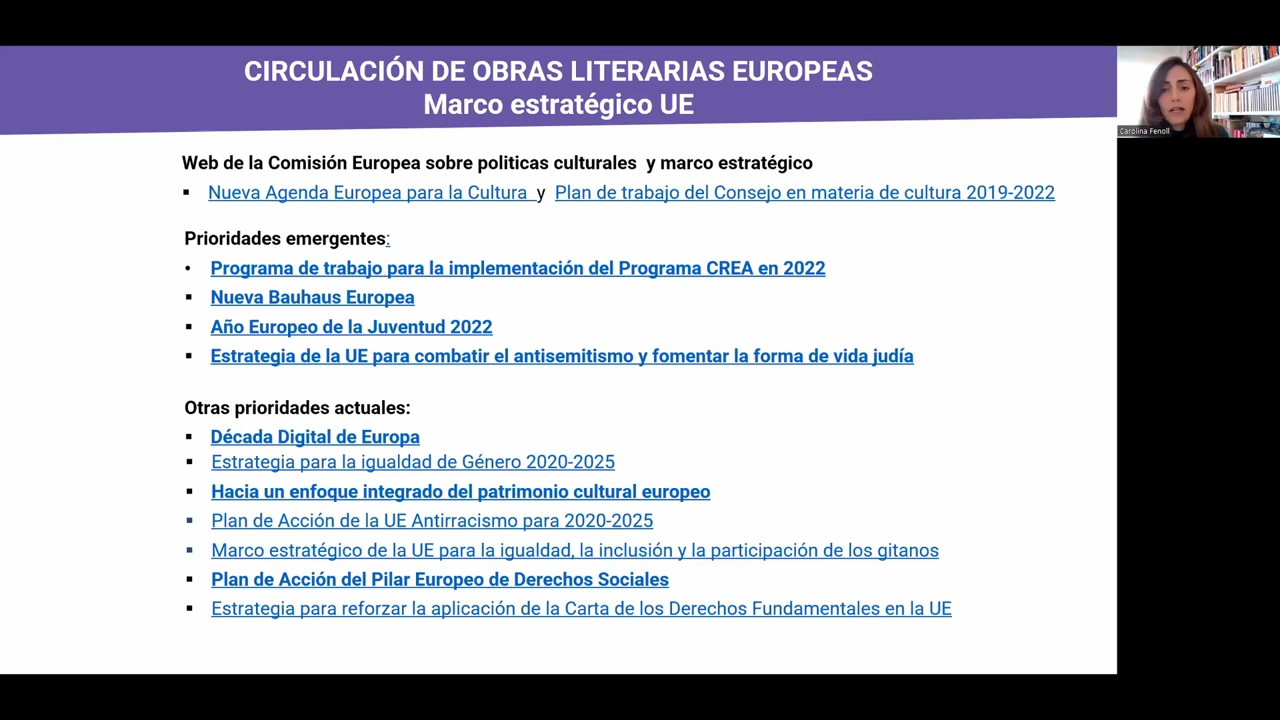 CIRCULACIÓN DE OBRAS LITERARIAS EUROPEAS
Marco estratégico UE
Carolina Fenoll
Web de la Comisión Europea sobre politicas culturales y marco estratégico
▪ Nueva Agenda Europea para la Cultura y Plan de trabajo del Consejo en materia de cultura 2019-2022
Prioridades emergentes:
• Programa de trabajo para la implementación del Programa CREA en 2022
▪ Nueva Bauhaus Europea
▪ Año Europeo de la Juventud 2022
▪ Estrategia de la UE para combatir el antisemitismo y fomentar la forma de vida judía
Otras prioridades actuales:
▪ Década Digital de Europa
▪ Estrategia para la igualdad de Género 2020-2025
▪ Hacia un enfoque integrado del patrimonio cultural europeo
▪ Plan de Acción de la UE Antirracismo para 2020-2025
▪ Marco estratégico de la UE para la igualdad, la inclusión y la participación de los gitanos
▪ Plan de Acción del Pilar Europeo de Derechos Sociales
▪ Estrategia para reforzar la aplicación de la Carta de los Derechos Fundamentales en la UE